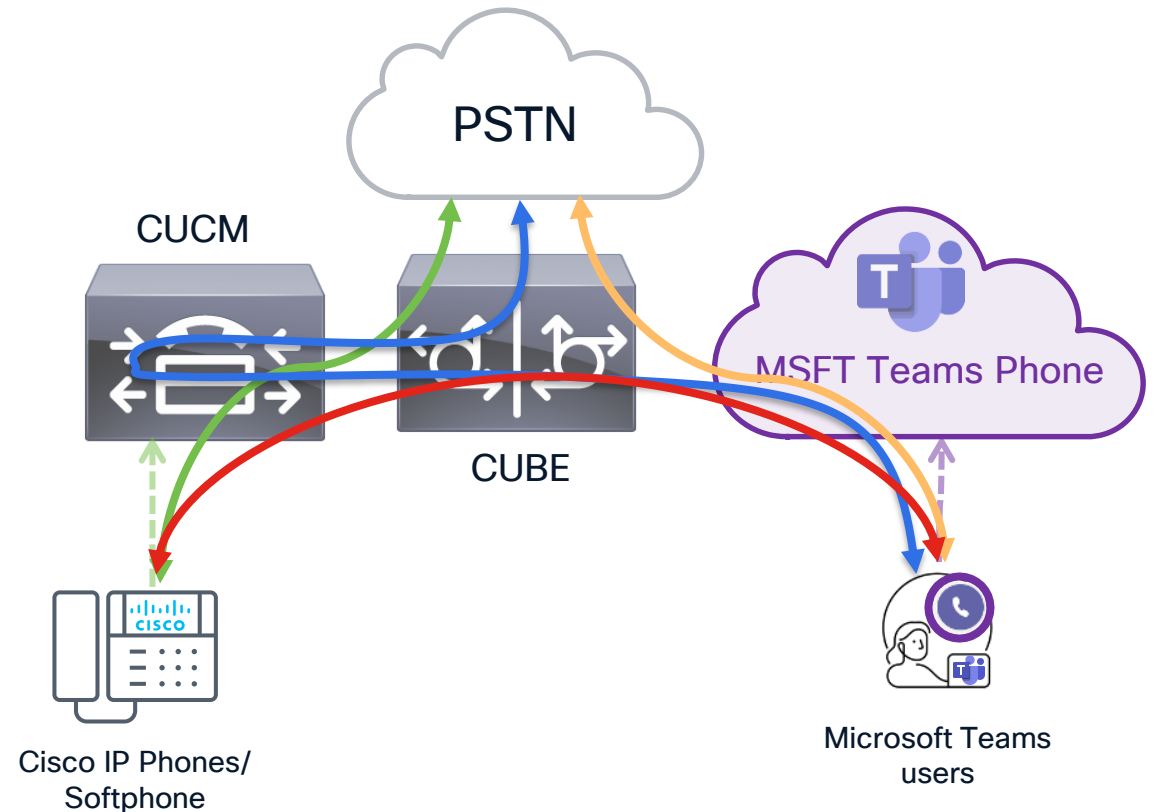 PSTN
CUCM
T
MSFT Teams Phone
CUBE
CISCO
T
Cisco IP Phones/
Softphone
Microsoft Teams
users